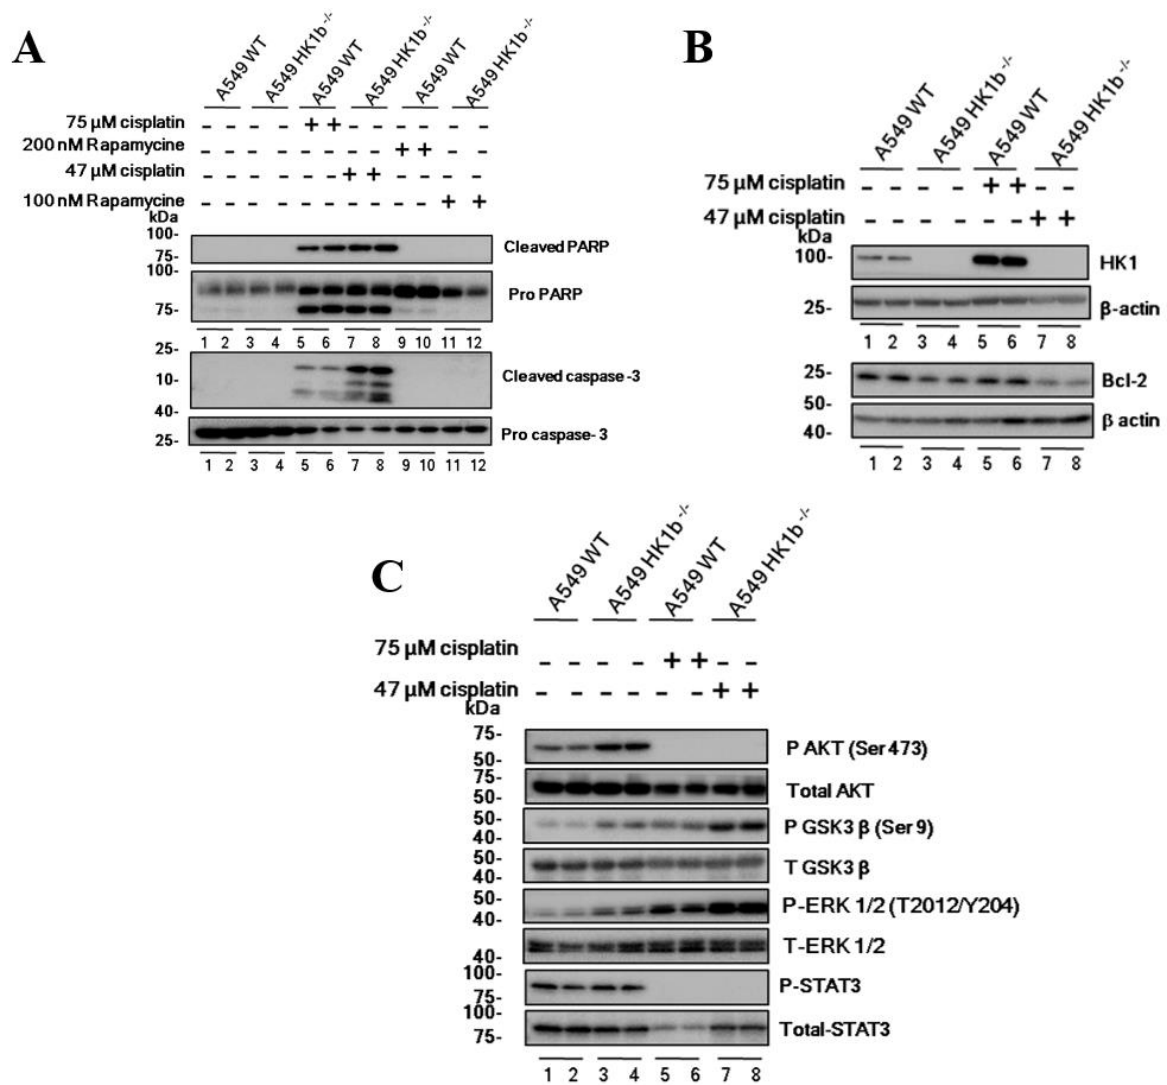 A
A549 WT A549 HK1b-/- A549 WT A549 HK1b-/- A549 WT A549 HK1b-/-
75 µM cisplatin - - - - + + - - - - - -
200 nM Rapamycine - - - - - - - - + + - -
47 µM cisplatin - - - - - - + + - - - -
100 nM Rapamycine - - - - - - - - - - + +
kDa
100-
75-
Cleaved PARP
100-
75-
Pro PARP
1 2 3 4 5 6 7 8 9 10 11 12
25-
10-
Cleaved caspase-3
40-
25-
Pro caspase-3
1 2 3 4 5 6 7 8 9 10 11 12
B
A549 WT A549 HK1b-/- A549 WT A549 HK1b-/-
75 µM cisplatin - - - - + + - -
47 µM cisplatin - - - - - - + +
kDa
100-
HK1
25-
β-actin
1 2 3 4 5 6 7 8
25-
Bcl-2
50-
40-
β actin
1 2 3 4 5 6 7 8
C
A549 WT A549 HK1b-/- A549 WT A549 HK1b-/-
75 µM cisplatin - - - - + + - -
47 µM cisplatin - - - - - - + +
kDa
75-
50-
P AKT (Ser 473)
75-
50-
Total AKT
50-
40-
P GSK3 β (Ser 9)
50-
40-
T GSK3 β
50-
40-
P-ERK 1/2 (T2012/Y204)
40-
T-ERK 1/2
100-
75-
P-STAT3
100-
75-
Total-STAT3
1 2 3 4 5 6 7 8